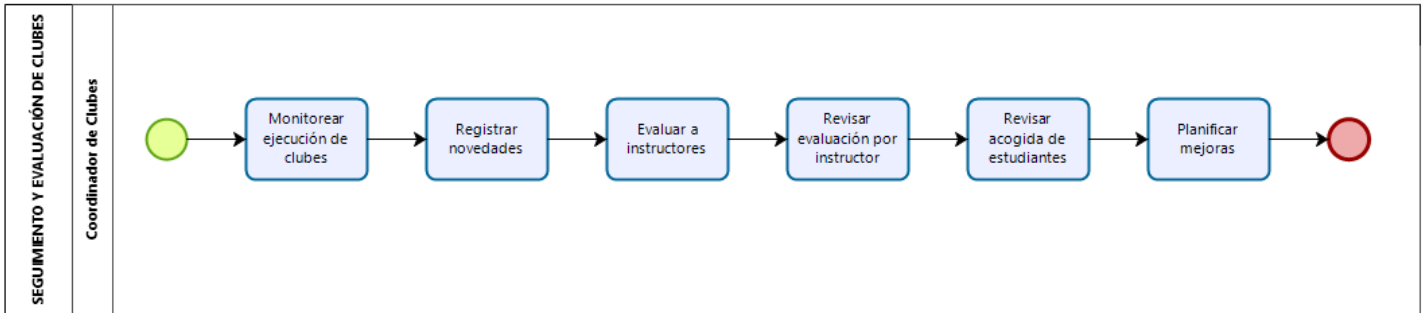 SEGUIMIENTO Y EVALUACIÓN DE CLUBES
Coordinador de Clubes
Monitorear
ejecución de
clubes
Registrar
novedades
Evaluar a
instructores
Revisar
evaluación por
instructor
Revisar
acogida de
estudiantes
Planificar
mejoras